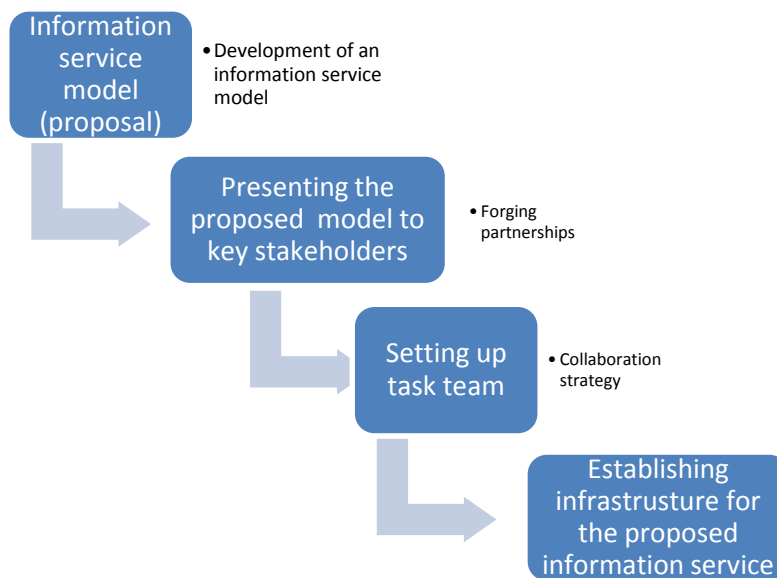 Information
service
model
(proposal)
•Development of an
information service
model
Presenting the
proposed model to
key stakeholders
•Forging
partnerships
Setting up
task team
•Collaboration
strategy
Establishing
infrastrusture for
the proposed
information service